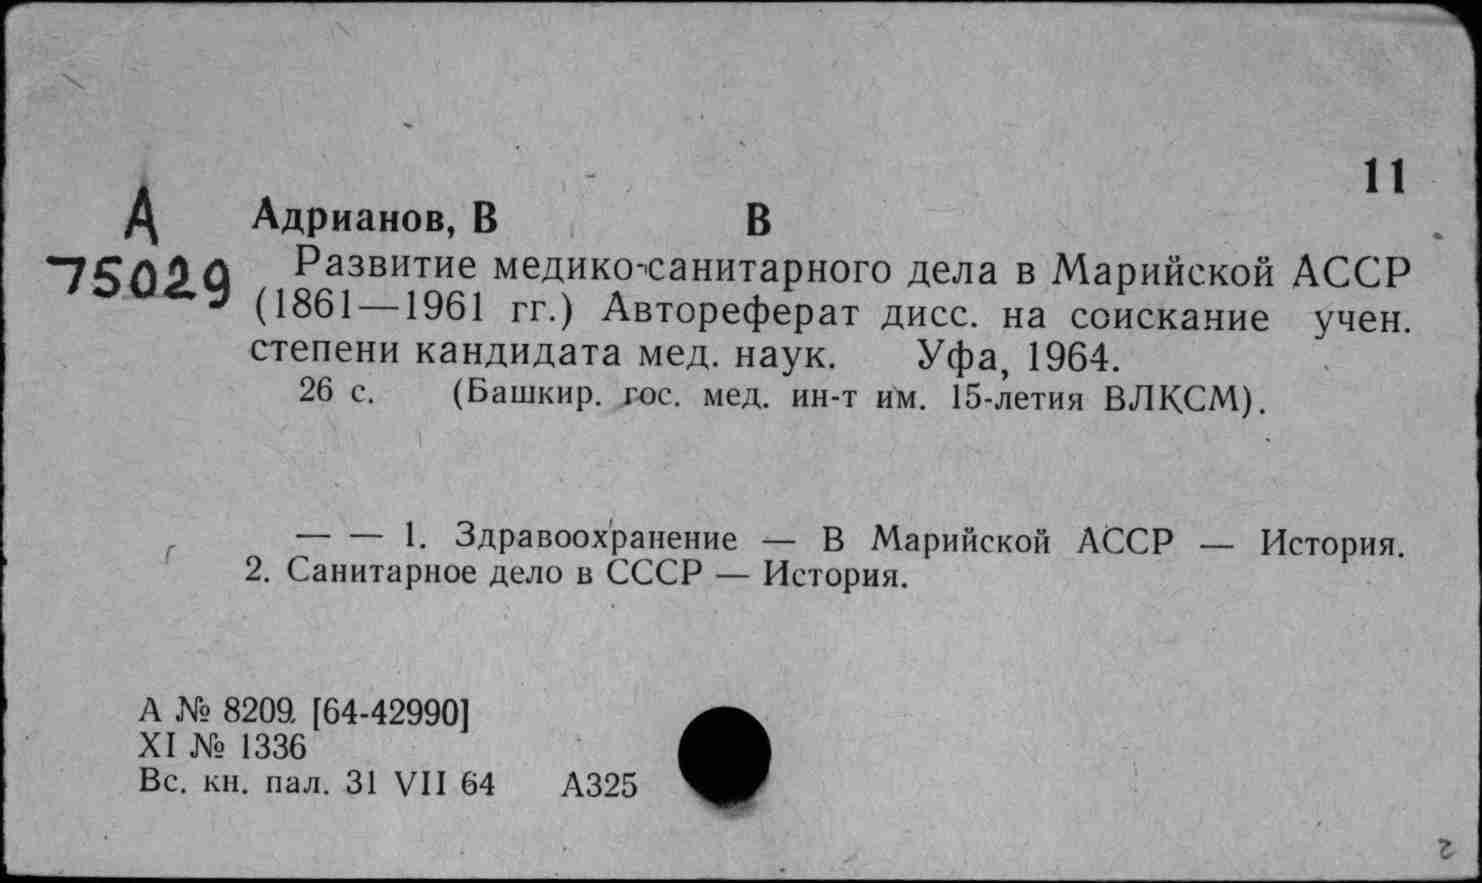 11
А Адрианов, В В
75029 Развитие медико-санитарного дела в Марийской АССР
(1861—1961 гг.) Автореферат дисс. на соискание учен.
степени кандидата мед. наук. Уфа, 1964.
26 с. (Башкир. гос. мед. ин-т им. 15-летия ВЛКСМ).
— — 1. Здравоохранение — В Марийской АССР — История.
2. Санитарное дело в СССР — История.
А № 8209. [64-42990]
XI № 1336
Вс. кн. пал. 31 VII 64 А325